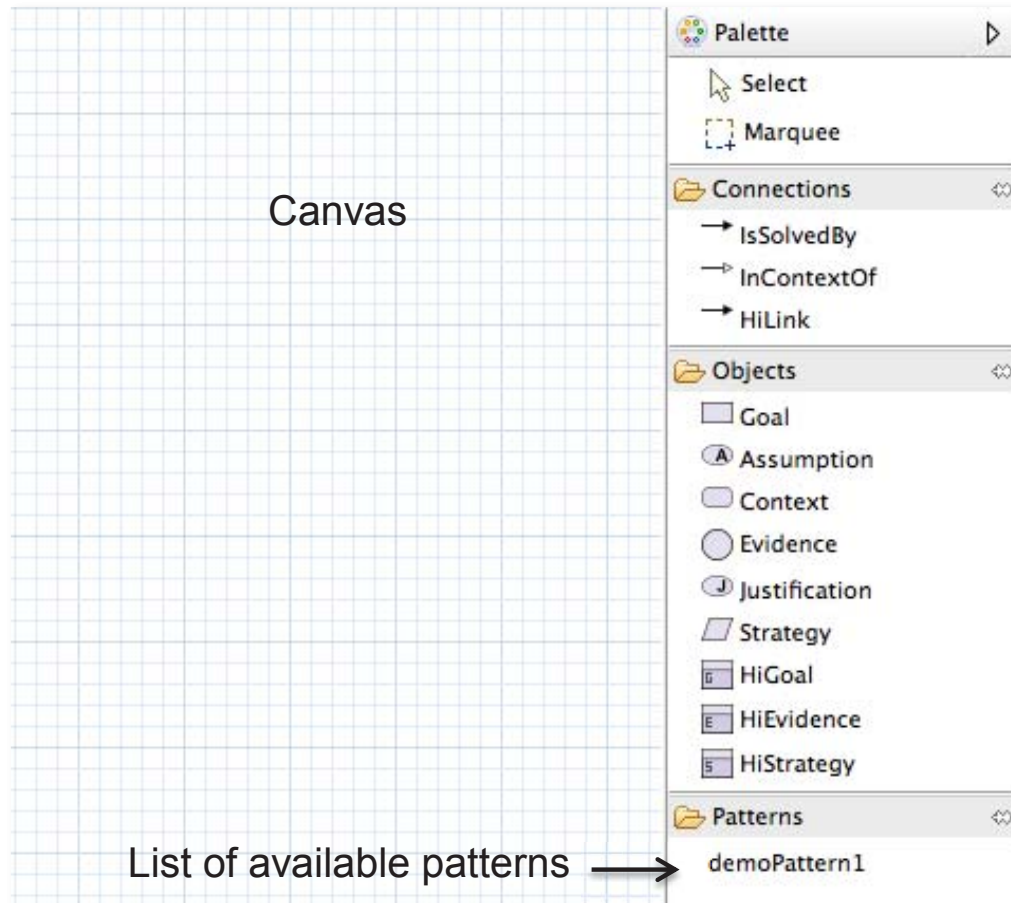 Palette
Select
Marquee
Connections
Canvas
IsSolvedBy
InContextOf
HiLink
Objects
Goal
A Assumption
Context
Evidence
J Justification
Strategy
G HiGoal
E HiEvidence
S HiStrategy
Patterns
List of available patterns
demoPattern1